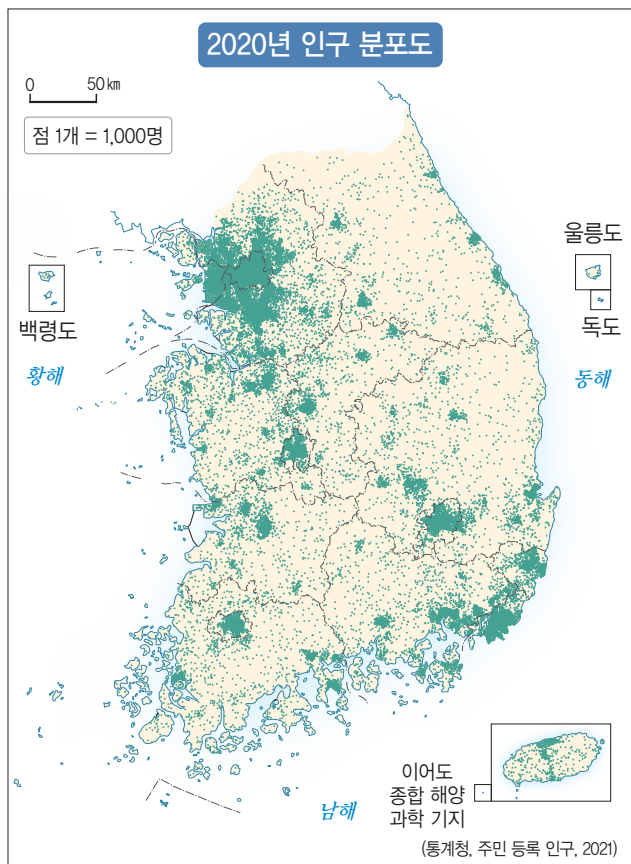 2020년 인구 분포도
0 50 km
점 1개 = 1,000명
울릉도
독도
백령도
황해
동해
이어도
종합 해양
과학 기지
남해
(통계청, 주민 등록 인구, 2021)